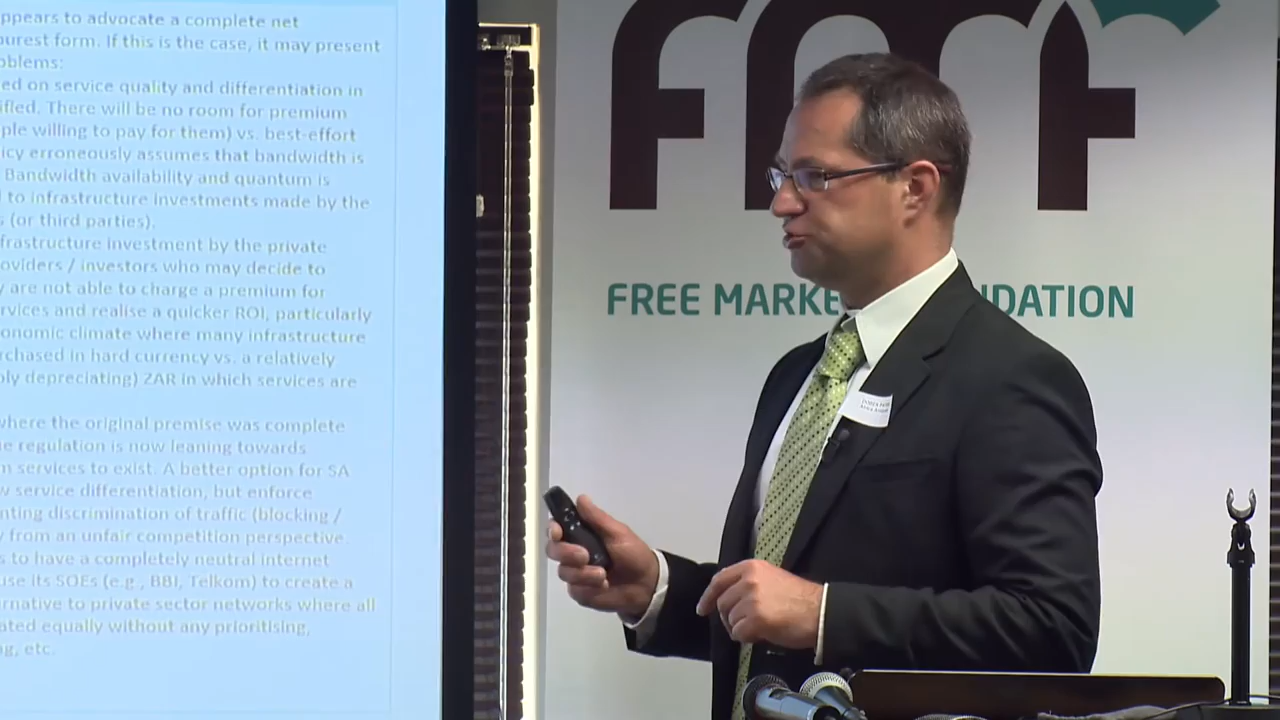 ppears to advocate a complete net
purest form. If this is the case, it may present
oblems:
ed on service quality and differentiation in
ified. There will be no room for premium
ple willing to pay for them) vs. best-effort
icy erroneously assumes that bandwidth is
Bandwidth availability and quantum is
to infrastructure investments made by the
s (or third parties).
frastructure investment by the private
oviders / investors who may decide to
y are not able to charge a premium for
rvices and realise a quicker ROI, particularly
onomic climate where many infrastructure
rchased in hard currency vs. a relatively
bly depreciating) ZAR in which services are
where the original premise was complete
e regulation is now leaning towards
m services to exist. A better option for SA
w service differentiation, but enforce
nting discrimination of traffic (blocking /
y from an unfair competition perspective.
s to have a completely neutral internet
use its SOEs (e.g., BBI, Telkom) to create a
ernative to private sector networks where all
ated equally without any prioritising,
ng, etc.
fmf
FREE MARKE NDATION